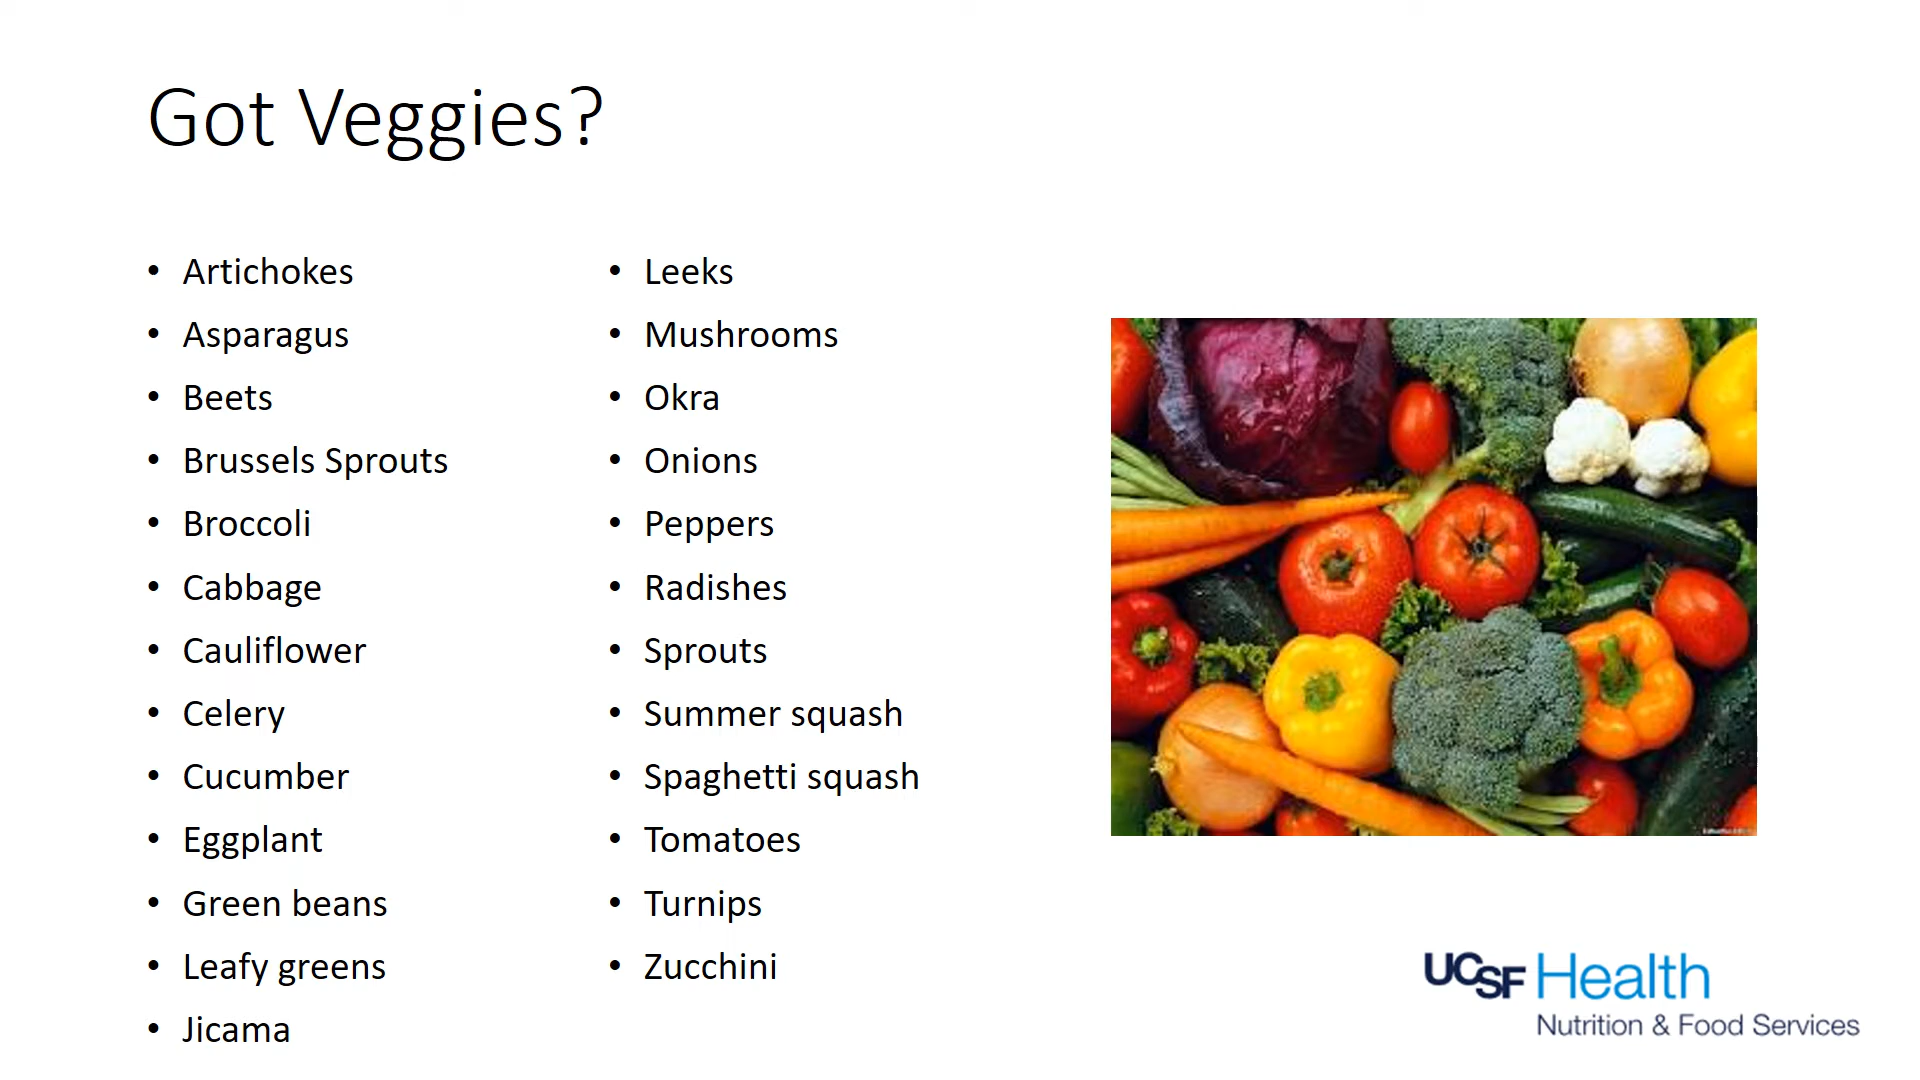 Got Veggies?
• Artichokes
• Asparagus
• Beets
• Brussels Sprouts
• Broccoli
• Cabbage
• Cauliflower
• Celery
• Cucumber
• Eggplant
• Green beans
• Leafy greens
• Jicama
• Leeks
• Mushrooms
• Okra
• Onions
• Peppers
• Radishes
• Sprouts
• Summer squash
• Spaghetti squash
• Tomatoes
• Turnips
• Zucchini
UCSF Health
Nutrition & Food Services